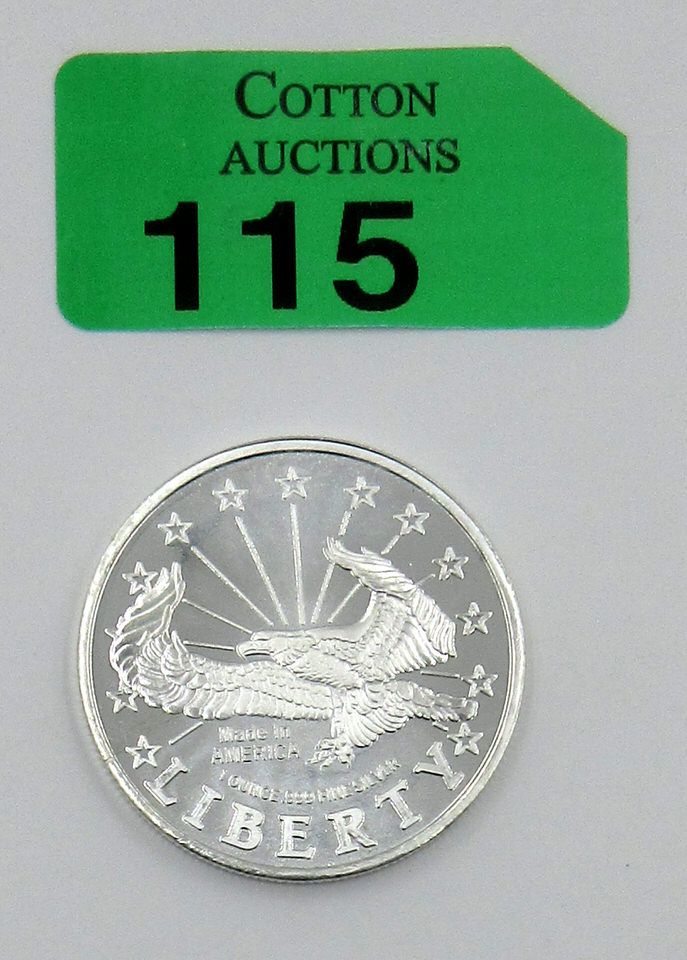 COTTON
AUCTIONS
115
Made in
AMERICA
1 OUNCE .999 FINE SILVER
LIBERTY